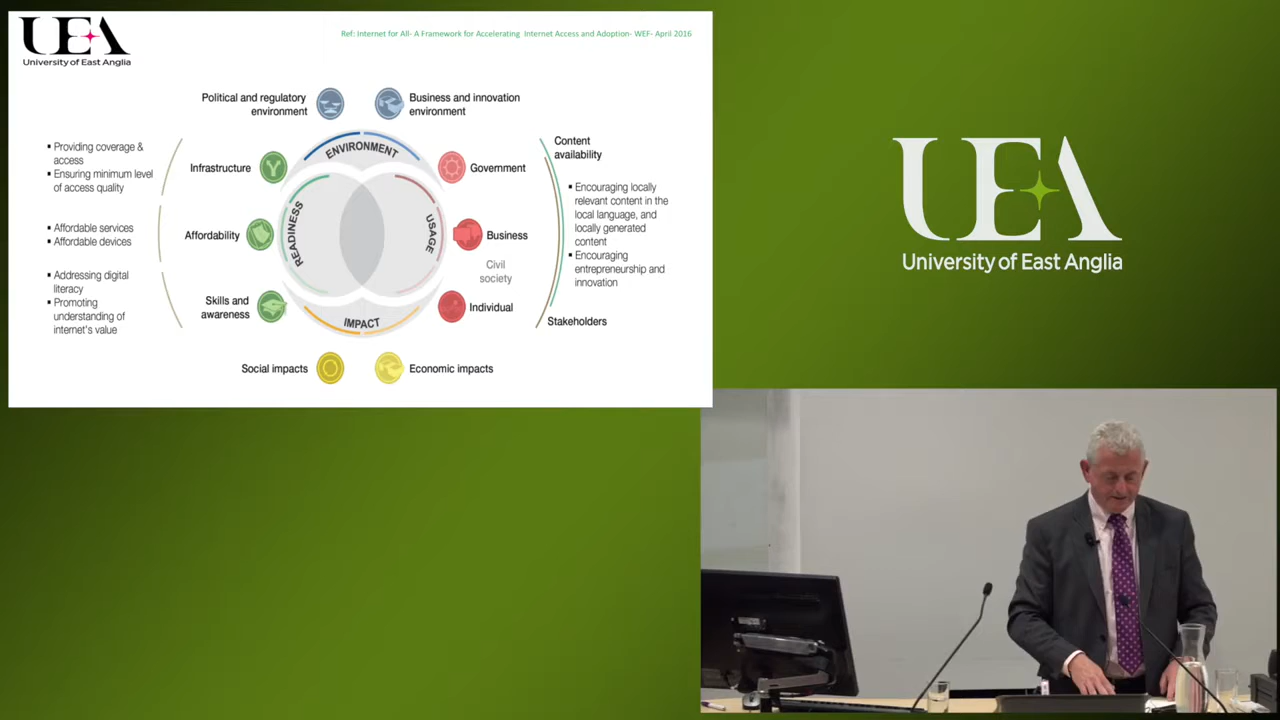 UEA
University of East Anglia
Ref: Internet for All- A Framework for Accelerating Internet Access and Adoption- WEF- April 2016
Political and regulatory
environment
Business and innovation
environment
▪ Providing coverage &
access
▪ Ensuring minimum level
of access quality
▪ Affordable services
▪ Affordable devices
▪ Addressing digital
literacy
▪ Promoting
understanding of
internet's value
Infrastructure
Affordability
Skills and
awareness
ENVIRONMENT
READINESS
USAGE
IMPACT
Government
Business
Civil
society
Individual
Content
availability
▪ Encouraging locally
relevant content in the
local language, and
locally generated
content
▪ Encouraging
entrepreneurship and
innovation
Stakeholders
Social impacts
Economic impacts
UEA
University of East Anglia